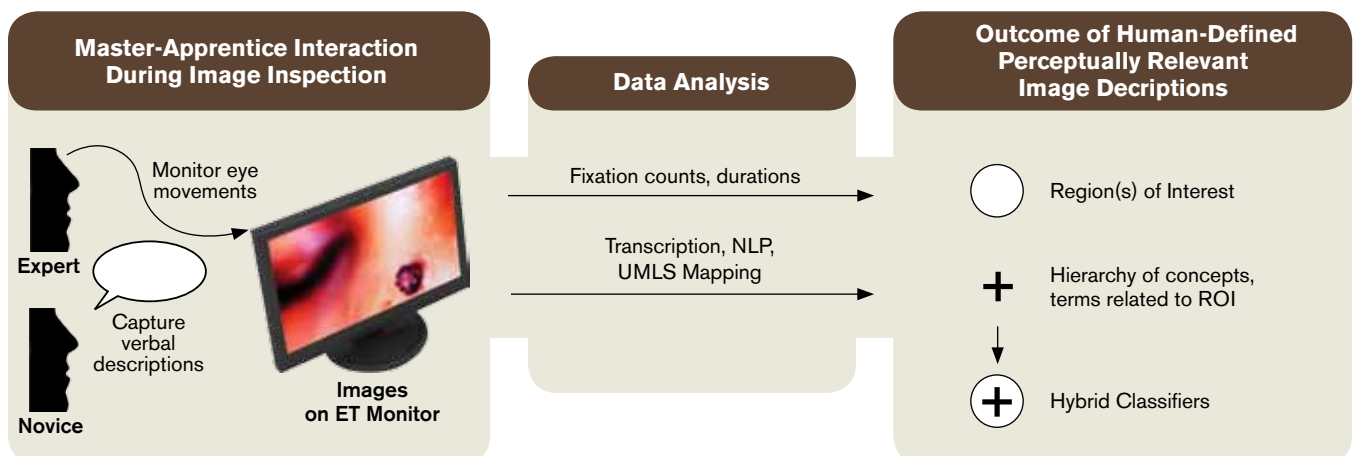 Master-Apprentice Interaction
During Image Inspection
Monitor eye
movements
Expert
Capture
verbal
descriptions
Novice
Images
on ET Monitor
Data Analysis
Fixation counts, durations
Transcription, NLP,
UMLS Mapping
Outcome of Human-Defined
Perceptually Relevant
Image Decriptions
Region(s) of Interest
Hierarchy of concepts,
terms related to ROI
Hybrid Classifiers